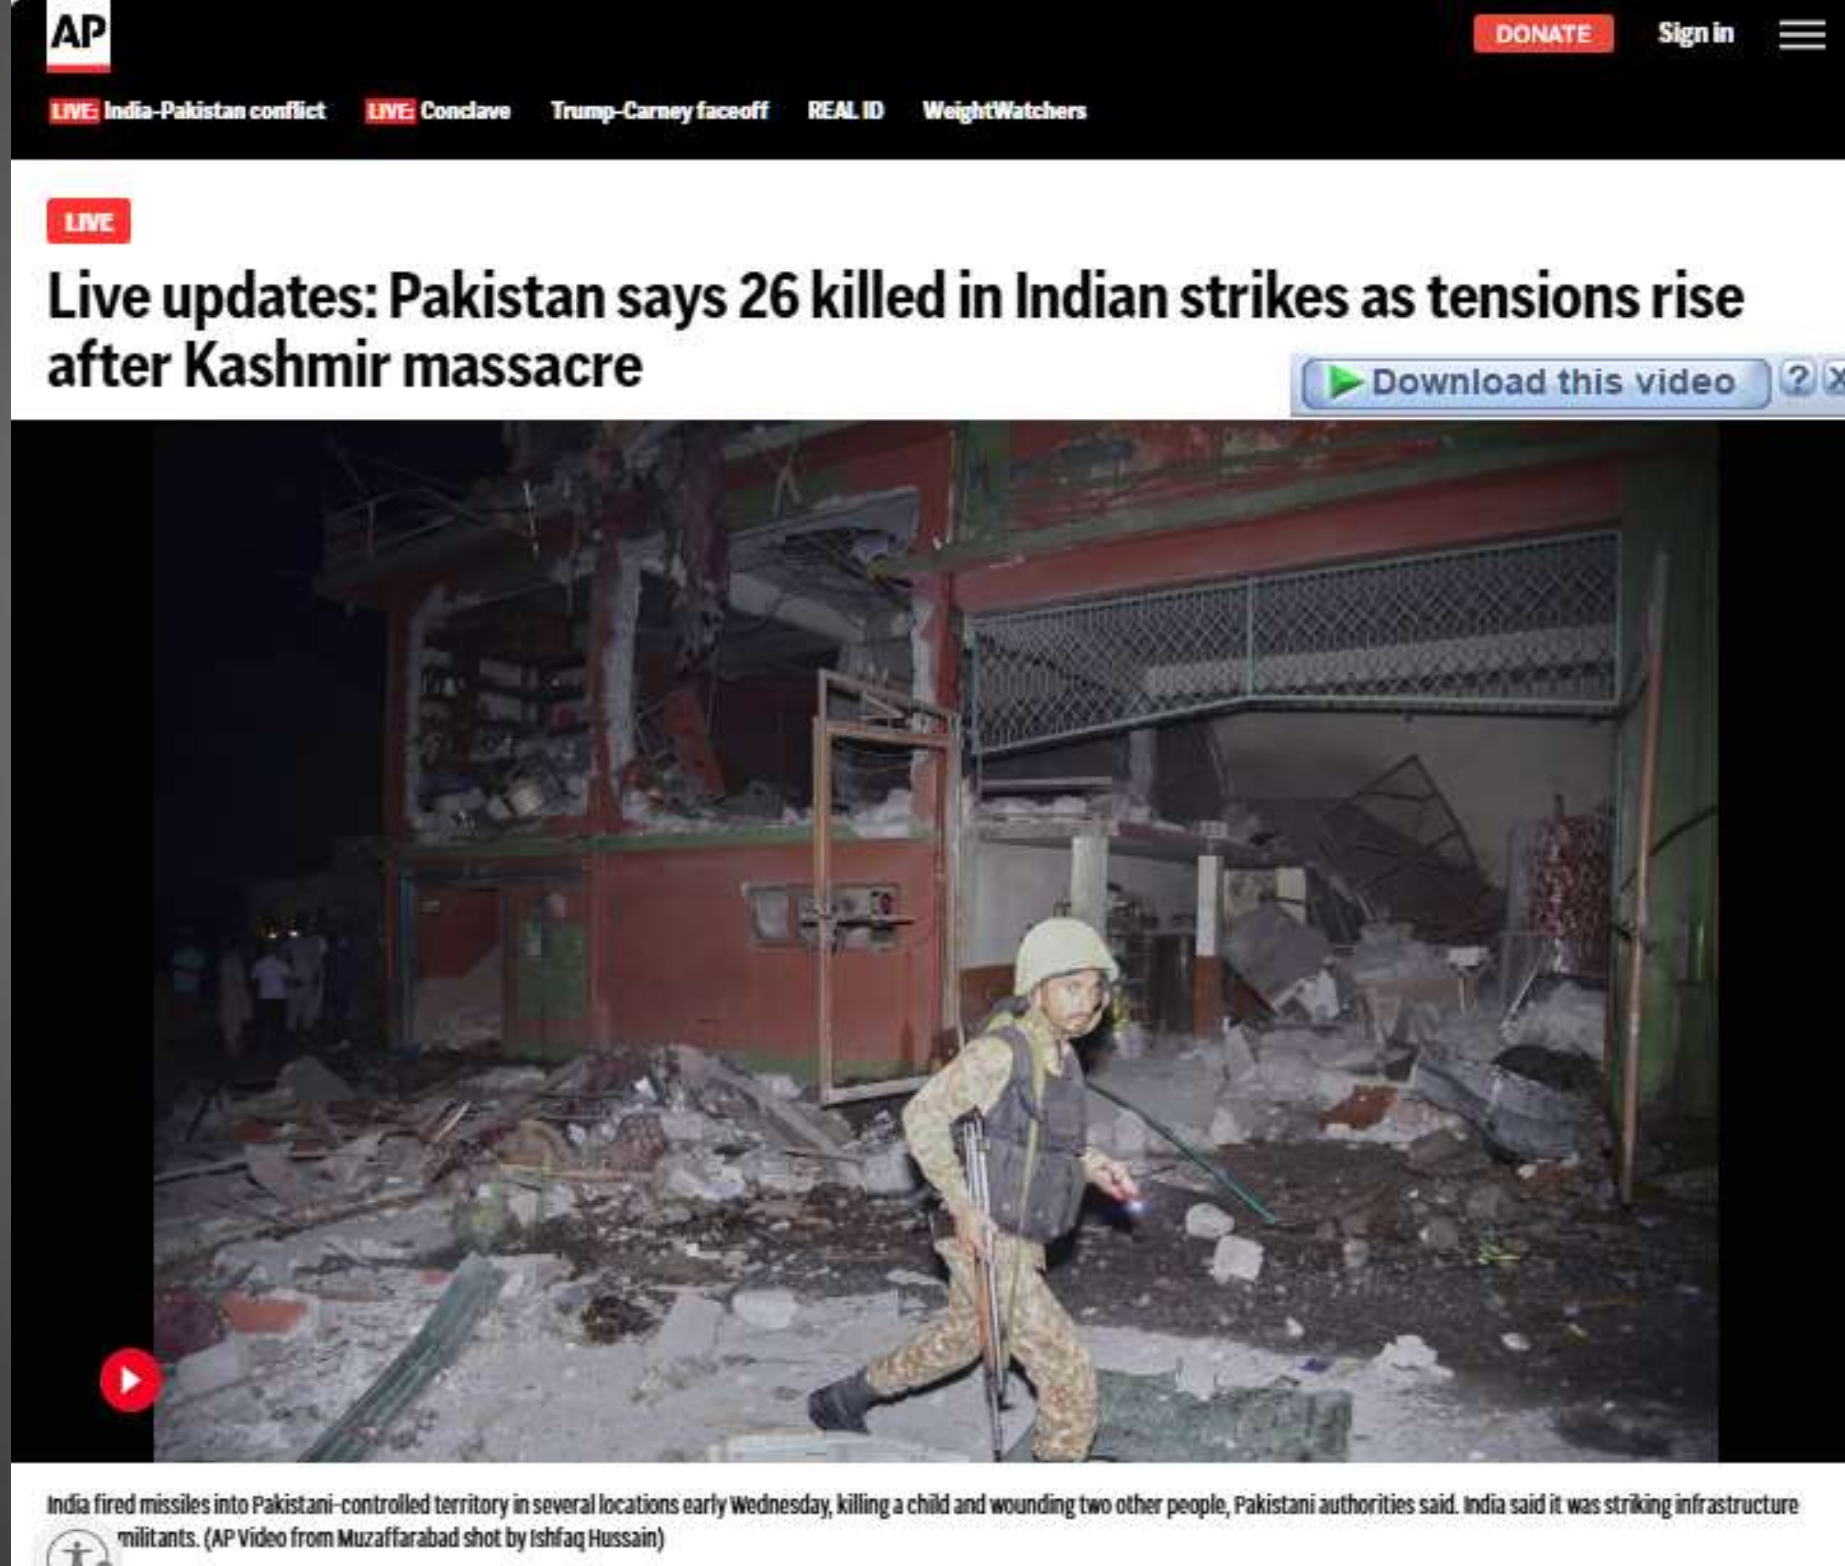 AP
DONATE Sign in
LIVE: India-Pakistan conflict LIVE: Conclave Trump-Carney faceoff REAL ID WeightWatchers
LIVE
Live updates: Pakistan says 26 killed in Indian strikes as tensions rise
after Kashmir massacre
Download this video ? X
India fired missiles into Pakistani-controlled territory in several locations early Wednesday, killing a child and wounding two other people, Pakistani authorities said. India said it was striking infrastructure
militants. (AP Video from Muzaffarabad shot by Ishfaq Hussain)